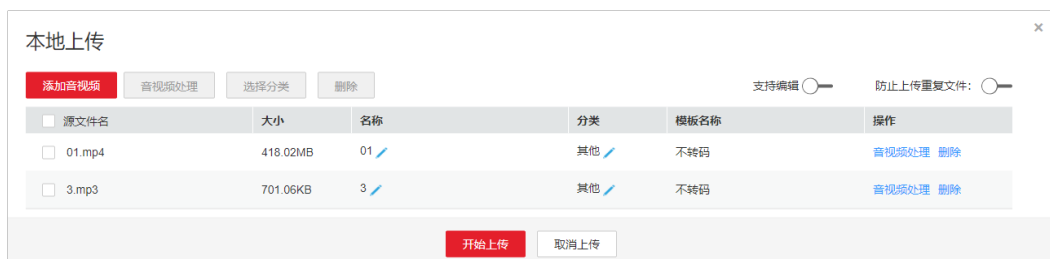 本地上传
×
添加音视频 音视频处理 选择分类 删除 支持编辑 防止上传重复文件：
源文件名 大小 名称 分类 模板名称 操作
01.mp4 418.02MB 01 其他 不转码 音视频处理 删除
3.mp3 701.06KB 3 其他 不转码 音视频处理 删除
开始上传 取消上传